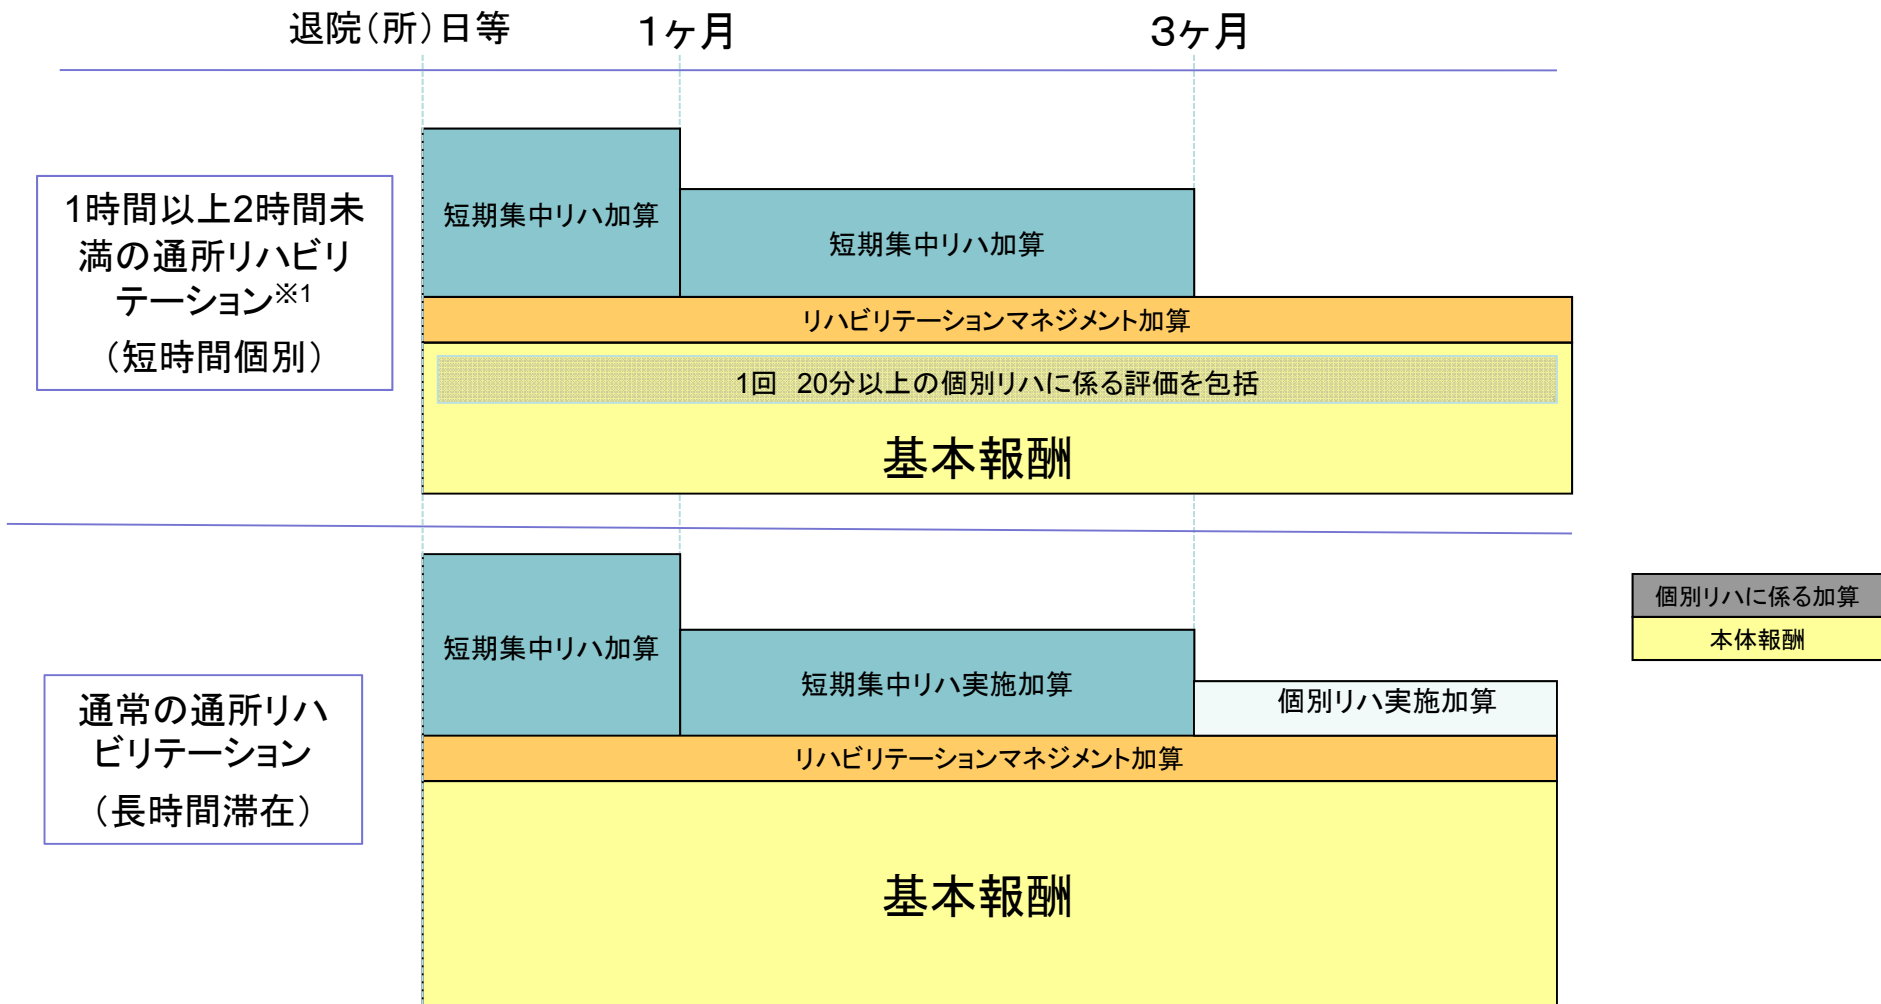 退院（所）日等
1ヶ月
3ヶ月
1時間以上2時間未
満の通所リハビリ
テーション※1
（短時間個別）
短期集中リハ加算
短期集中リハ加算
リハビリテーションマネジメント加算
1回　20分以上の個別リハに係る評価を包括
基本報酬
通常の通所リハ
ビリテーション
（長時間滞在）
短期集中リハ加算
短期集中リハ実施加算
個別リハ実施加算
リハビリテーションマネジメント加算
基本報酬
個別リハに係る加算
本体報酬